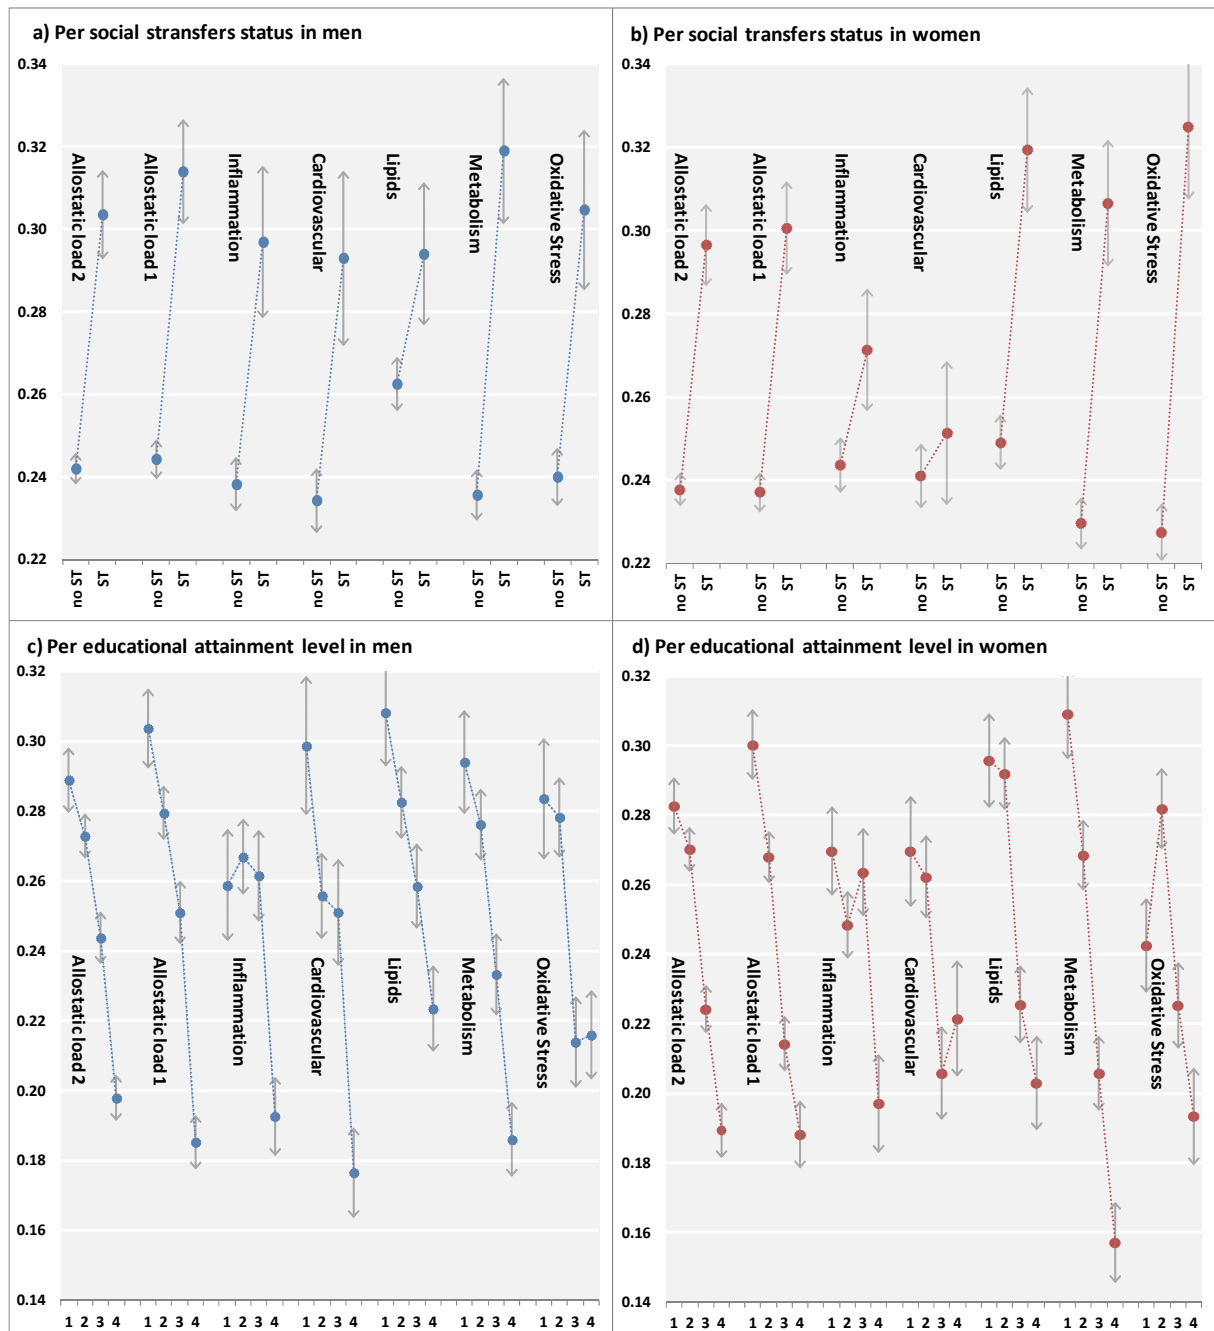 a) Per social stransfers status in men
0.34
0.32
0.30
0.28
0.26
0.24
0.22
Allostatic load 2
Allostatic load 1
Inflammation
Cardiovascular
Lipids
Metabolism
Oxidative Stress
no ST
ST
no ST
ST
no ST
ST
no ST
ST
no ST
ST
no ST
ST
no ST
ST
b) Per social transfers status in women
0.34
0.32
0.30
0.28
0.26
0.24
0.22
Allostatic load 2
Allostatic load 1
Inflammation
Cardiovascular
Lipids
Metabolism
Oxidative Stress
no ST
ST
no ST
ST
no ST
ST
no ST
ST
no ST
ST
no ST
ST
no ST
ST
c) Per educational attainment level in men
0.32
0.30
0.28
0.26
0.24
0.22
0.20
0.18
0.16
0.14
Allostatic load 2
Allostatic load 1
Inflammation
Cardiovascular
Lipids
Metabolism
Oxidative Stress
1 2 3 4 1 2 3 4 1 2 3 4 1 2 3 4 1 2 3 4 1 2 3 4 1 2 3 4
d) Per educational attainment level in women
0.32
0.30
0.28
0.26
0.24
0.22
0.20
0.18
0.16
0.14
Allostatic load 2
Allostatic load 1
Inflammation
Cardiovascular
Lipids
Metabolism
Oxidative Stress
1 2 3 4 1 2 3 4 1 2 3 4 1 2 3 4 1 2 3 4 1 2 3 4 1 2 3 4